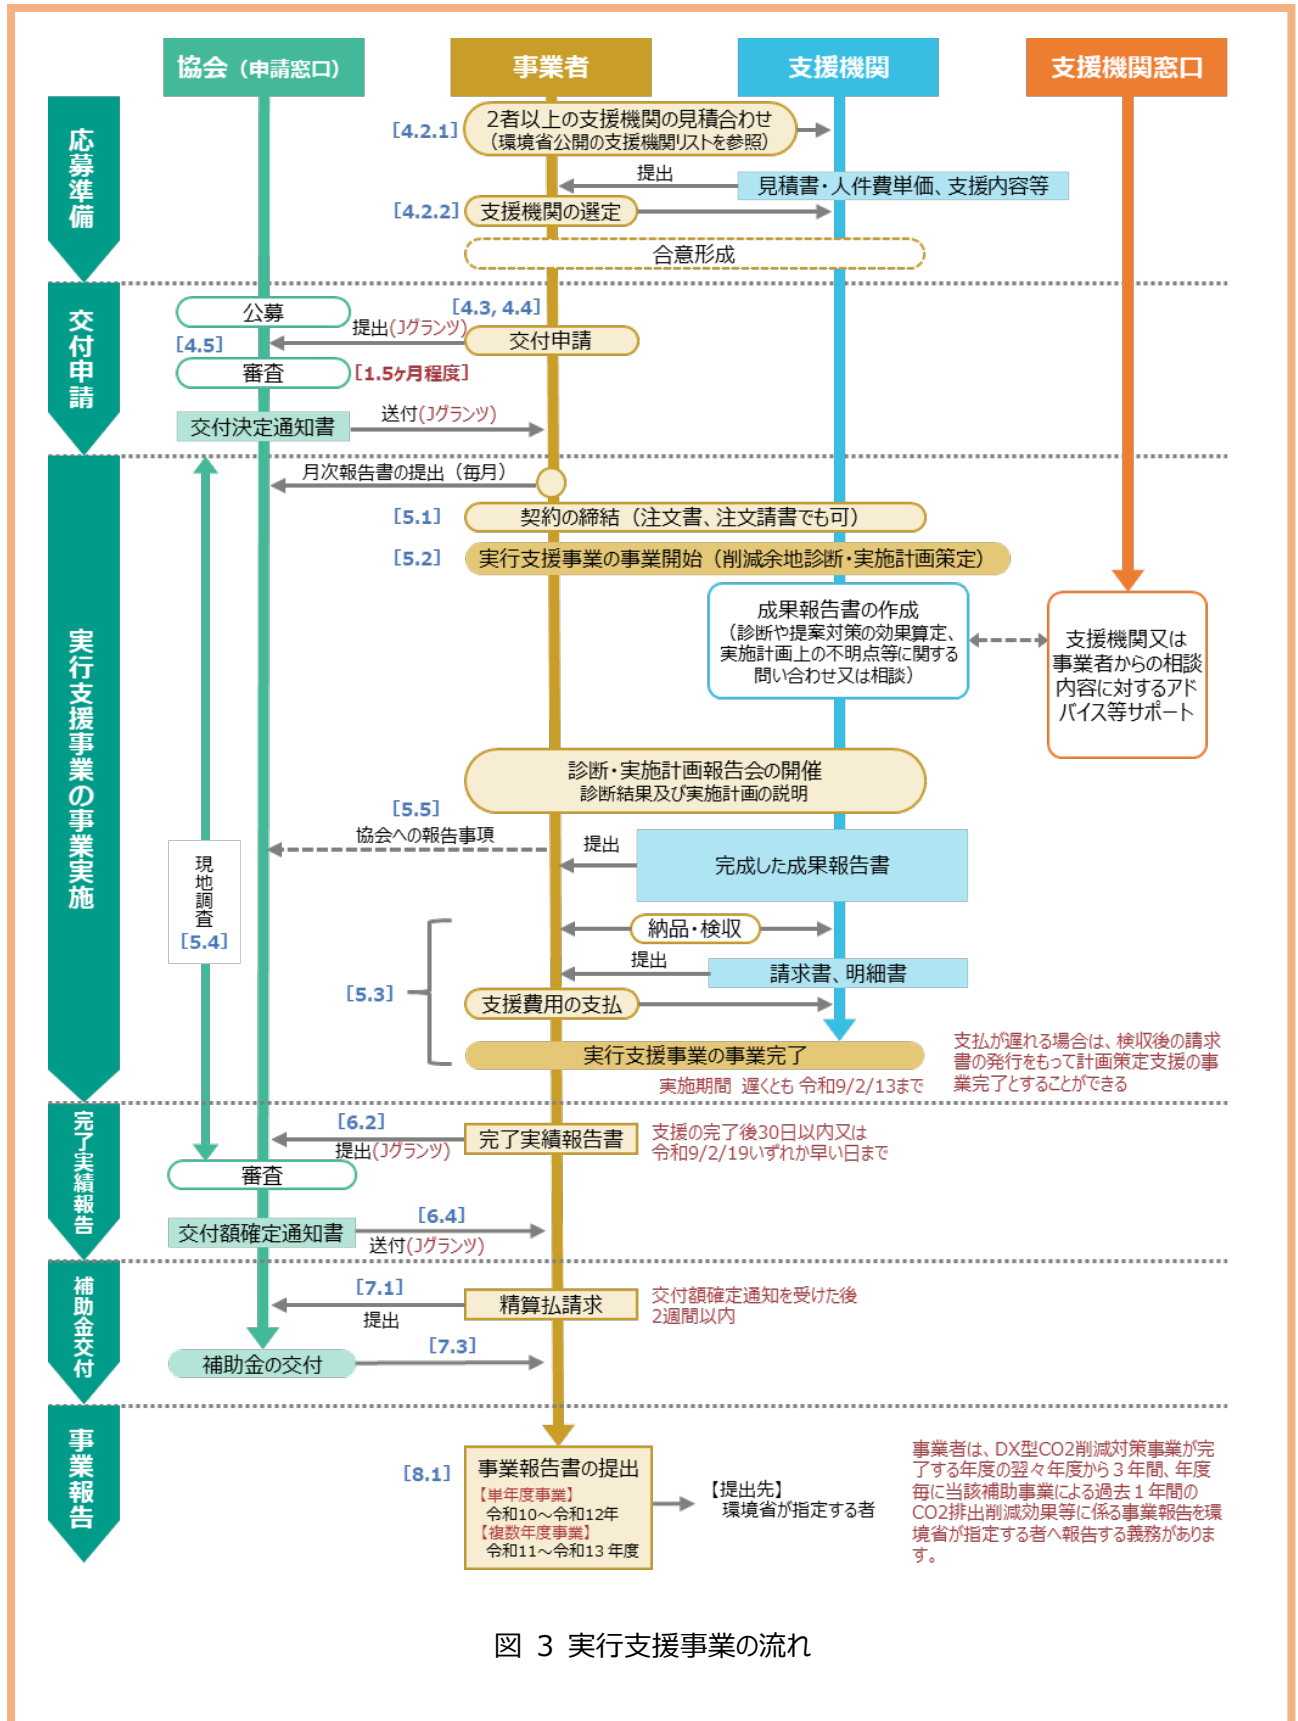 協会（申請窓口）
事業者
支援機関
支援機関窓口
応募準備
[4.2.1]
2者以上の支援機関の見積合わせ
（環境省公開の支援機関リストを参照）
提出
見積書・人件費単価、支援内容等
[4.2.2]
支援機関の選定
合意形成
交付申請
公募
[4.3, 4.4]
提出(Jグランツ)
[4.5]
交付申請
審査
[1.5ヶ月程度]
交付決定通知書
送付(Jグランツ)
実行支援事業の事業実施
月次報告書の提出（毎月）
[5.1]
契約の締結（注文書、注文請書でも可）
[5.2]
実行支援事業の事業開始（削減余地診断・実施計画策定）
成果報告書の作成
（診断や提案対策の効果算定、
実施計画上の不明点等に関する
問い合わせ又は相談）
支援機関又は
事業者からの相談
内容に対するアド
バイス等サポート
診断・実施計画報告会の開催
診断結果及び実施計画の説明
[5.5]
協会への報告事項
提出
完成した成果報告書
現地調査
[5.4]
納品・検収
提出
請求書、明細書
[5.3]
支援費用の支払
実行支援事業の事業完了
実施期間 遅くとも 令和9/2/13まで
支払が遅れる場合は、検収後の請求
書の発行をもって計画策定支援の事
業完了とすることができる
完了実績報告
[6.2]
提出(Jグランツ)
完了実績報告書
支援の完了後30日以内又は
令和9/2/19いずれか早い日まで
審査
交付額確定通知書
[6.4]
送付(Jグランツ)
補助金交付
[7.1]
提出
精算払請求
交付額確定通知を受けた後
2週間以内
補助金の交付
[7.3]
事業報告
[8.1]
事業報告書の提出
【単年度事業】
令和10～令和12年
【複数年度事業】
令和11～令和13 年度
【提出先】
環境省が指定する者
事業者は、DX型CO2削減対策事業が完
了する年度の翌々年度から３年間、年度
毎に当該補助事業による過去１年間の
CO2排出削減効果等に係る事業報告を環
境省が指定する者へ報告する義務がありま
す。
図 3 実行支援事業の流れ